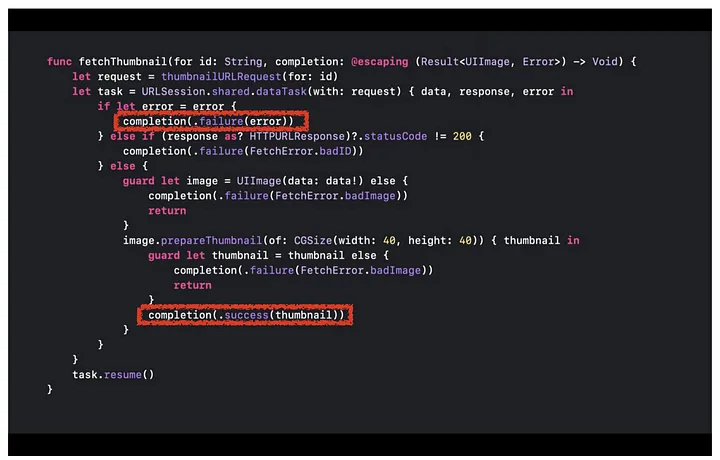 func fetchThumbnail(for id: String, completion: @escaping (Result<UIImage, Error>) -> Void) {
    let request = thumbnailURLRequest(for: id)
    let task = URLSession.shared.dataTask(with: request) { data, response, error in
        if let error = error {
            completion(.failure(error))
        } else if (response as? HTTPURLResponse)?.statusCode != 200 {
            completion(.failure(FetchError.badID))
        } else {
            guard let image = UIImage(data: data!) else {
                completion(.failure(FetchError.badImage))
                return
            }
            image.prepareThumbnail(of: CGSize(width: 40, height: 40)) { thumbnail in
                guard let thumbnail = thumbnail else {
                    completion(.failure(FetchError.badImage))
                    return
                }
                completion(.success(thumbnail))
            }
        }
    }
    task.resume()
}